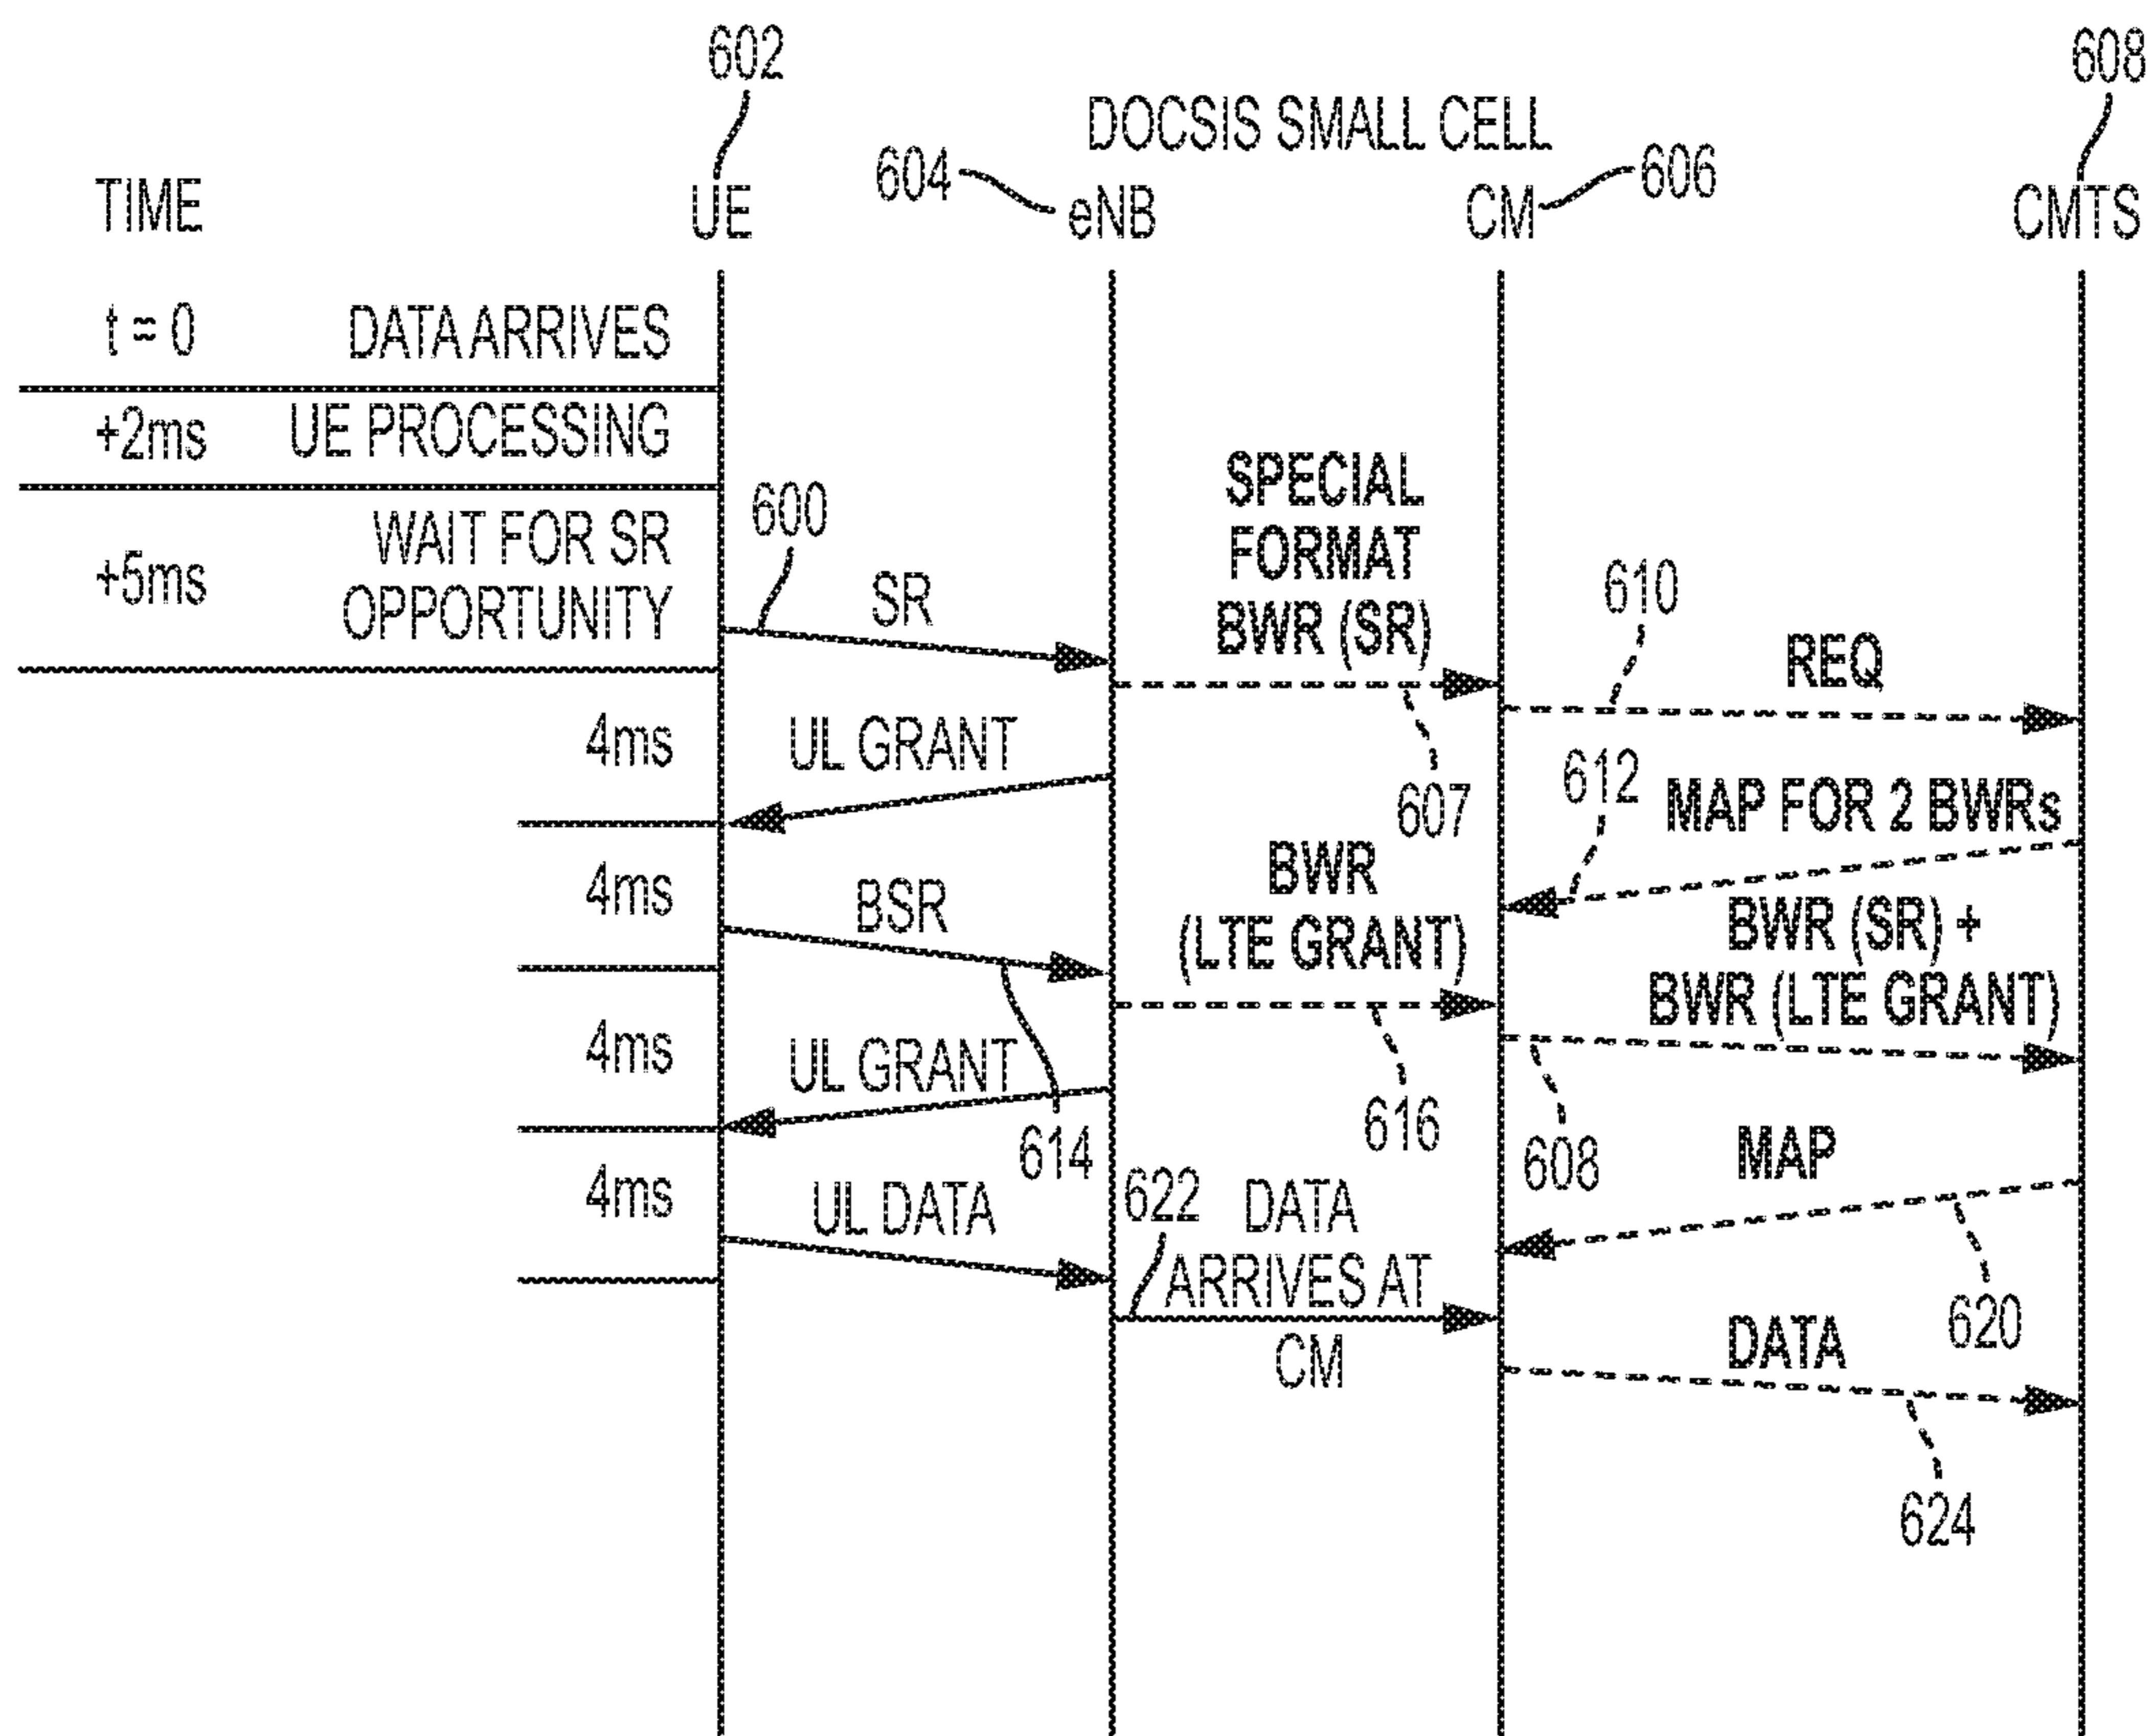 602
608
DOCSIS SMALL CELL
604
606
TIME
UE
eNB
CM
CMTS
t = 0
DATA ARRIVES
+2ms
UE PROCESSING
+5ms
WAIT FOR SR
OPPORTUNITY
600
SR
SPECIAL
FORMAT
BWR (SR)
610
REQ
4ms
UL GRANT
607
612
MAP FOR 2 BWRs
4ms
BSR
BWR
(LTE GRANT)
BWR (SR) +
BWR (LTE GRANT)
4ms
UL GRANT
614
616
608
MAP
4ms
UL DATA
622
DATA
ARRIVES AT
CM
620
DATA
624